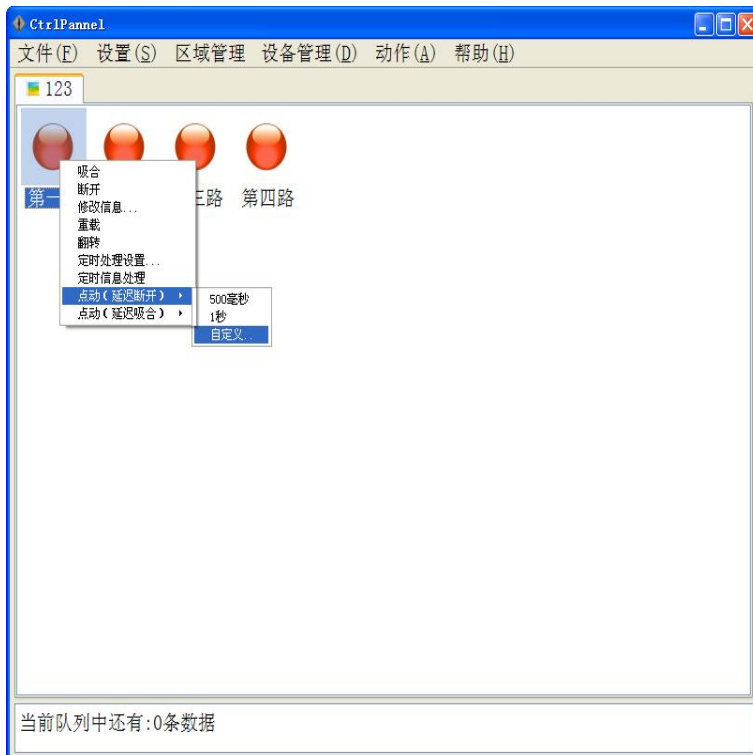 CtrlPannel
文件(F) 设置(S) 区域管理 设备管理(D) 动作(A) 帮助(H)
123
第一 三路 第四路
吸合
断开
修改信息...
重载
翻转
定时处理设置...
定时信息处理
点动(延迟断开)
点动(延迟吸合)
500毫秒
1秒
自定义..
当前队列中还有:0条数据